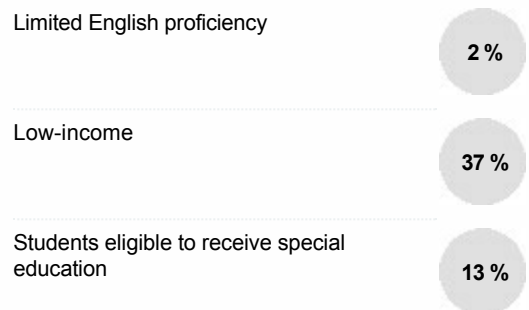 Limited English proficiency
2 %
Low-income
37 %
Students eligible to receive special
education
13 %